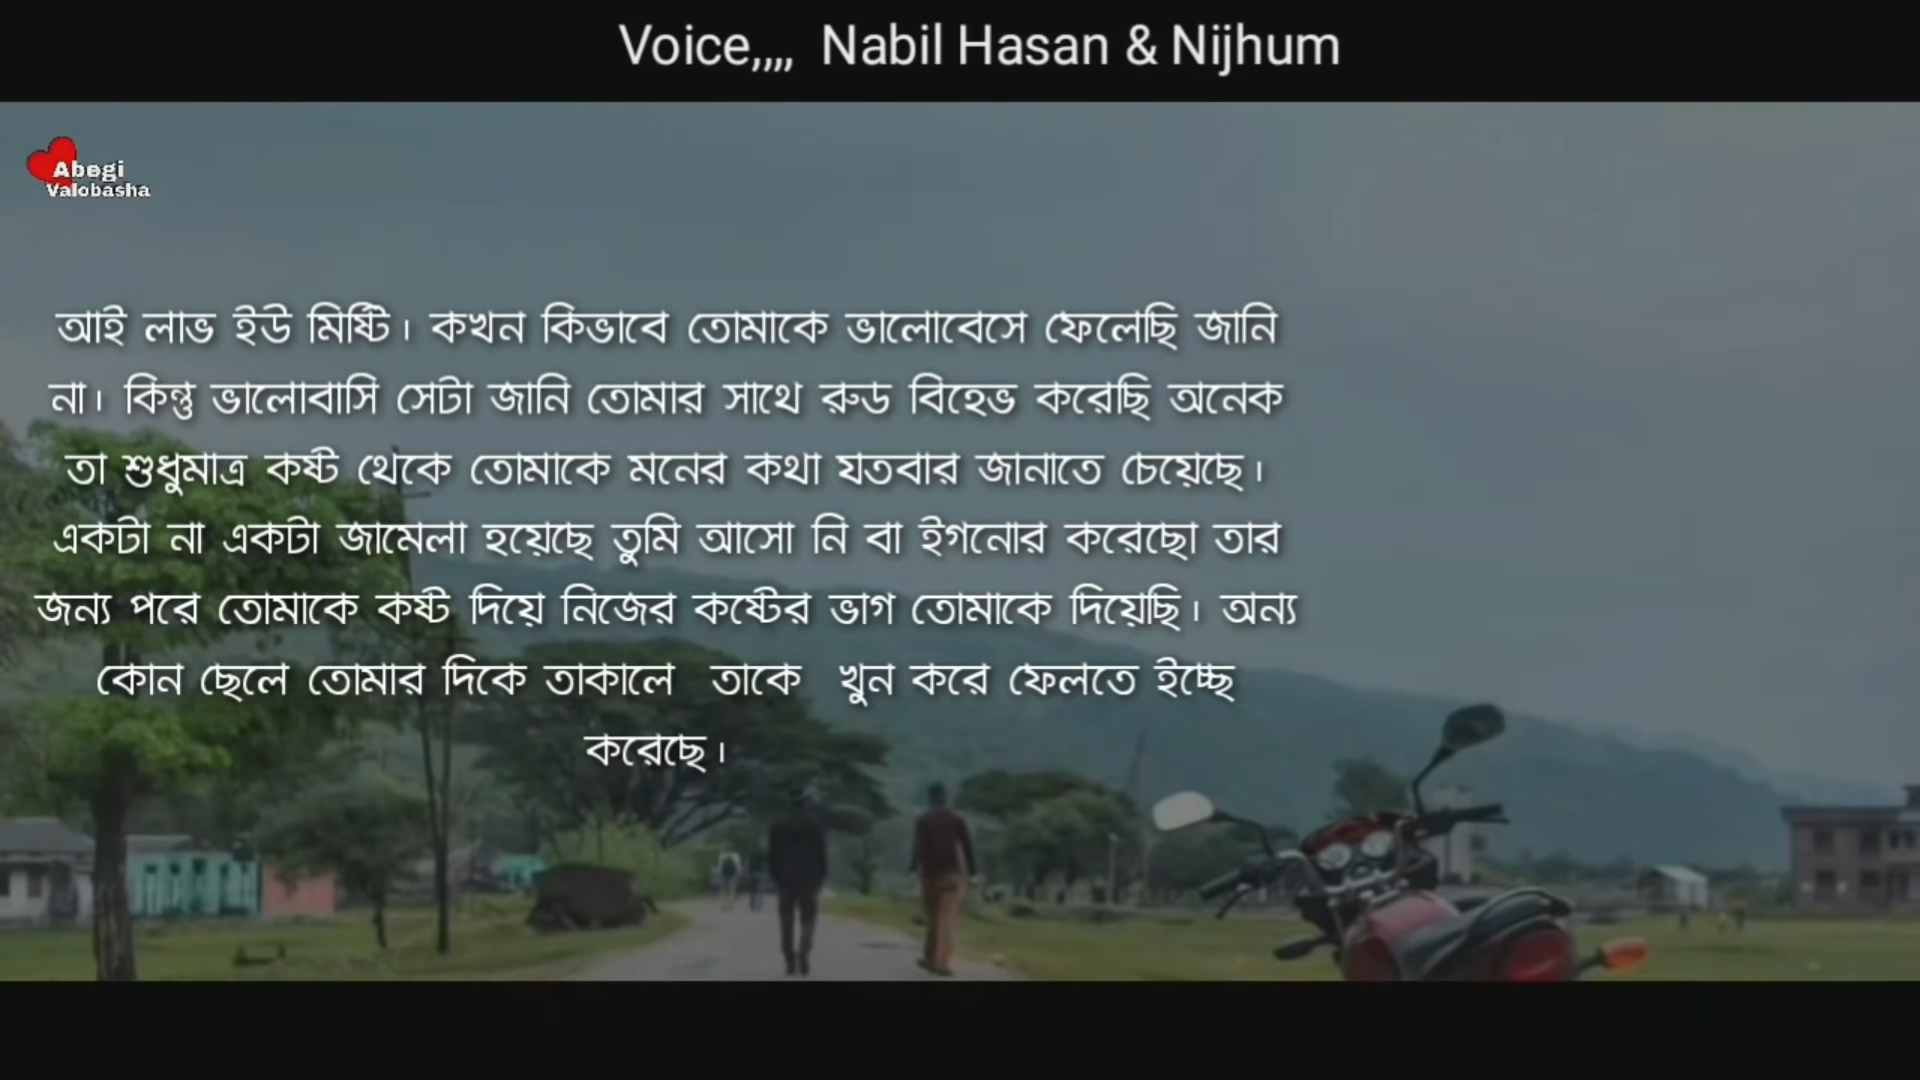 Voice,,,, Nabil Hasan & Nijhum
Abegi
Valobasha
আই লাভ ইউ মিষ্টি। কখন কিভাবে তোমাকে ভালোবেসে ফেলেছি জানি
না। কিন্তু ভালোবাসি সেটা জানি তোমার সাথে রুড বিহেভ করেছি অনেক
তা শুধুমাত্র কষ্ট থেকে তোমাকে মনের কথা যতবার জানাতে চেয়েছে।
একটা না একটা জামেলা হয়েছে তুমি আসো নি বা ইগনোর করেছো তার
জন্য পরে তোমাকে কষ্ট দিয়ে নিজের কষ্টের ভাগ তোমাকে দিয়েছি। অন্য
কোন ছেলে তোমার দিকে তাকালে তাকে খুন করে ফেলতে ইচ্ছে
করেছে।